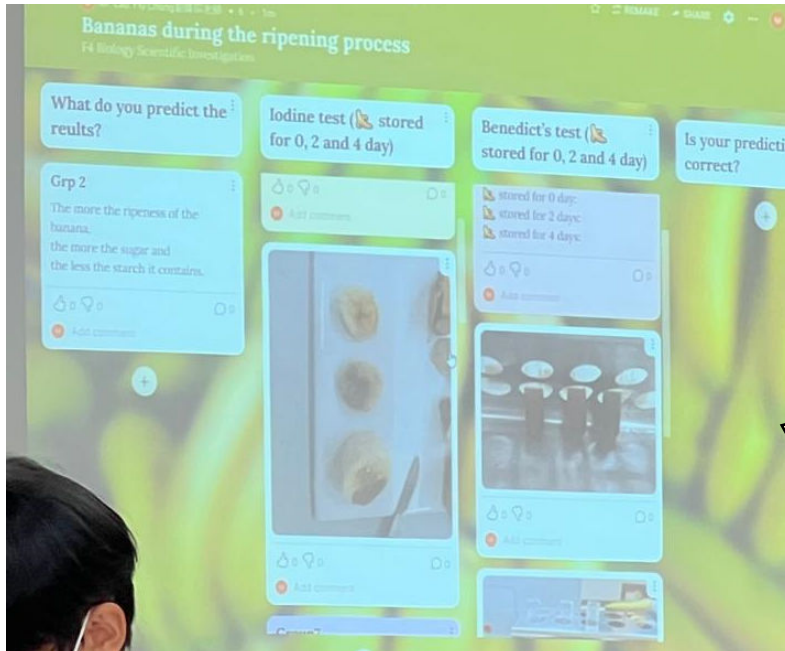 6 • 1m
REMAKE
SHARE
Bananas during the ripening process
F4 Biology Scientific Investigation
What do you predict the
reults?
Grp 2
The more the ripeness of the
banana,
the more the sugar and
the less the starch it contains.
0 0 0
Add comment
Iodine test (🍌 stored
for 0, 2 and 4 day)
0 0 0
Add comment
0 0 0
Add comment
Group7
Benedict's test (🍌
stored for 0, 2 and 4 day)
🍌 stored for 0 day:
🍌 stored for 2 days:
🍌 stored for 4 days:
0 0 0
Add comment
0 0 0
Add comment
Is your predicti
correct?